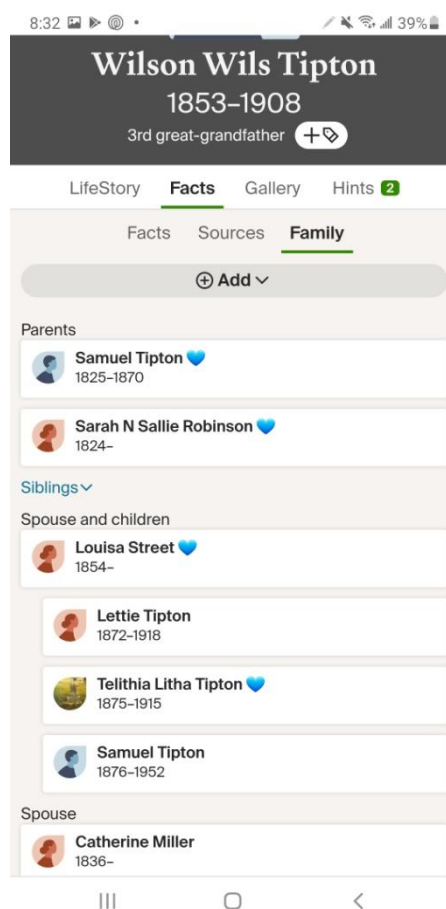 8:32 39%
Wilson Wils Tipton
1853–1908
3rd great-grandfather
LifeStory Facts Gallery Hints 2
Facts Sources Family
Add
Parents
Samuel Tipton 💙
1825–1870
Sarah N Sallie Robinson 💙
1824–
Siblings
Spouse and children
Louisa Street 💙
1854–
Lettie Tipton
1872–1918
Telithia Litha Tipton 💙
1875–1915
Samuel Tipton
1876–1952
Spouse
Catherine Miller
1836–